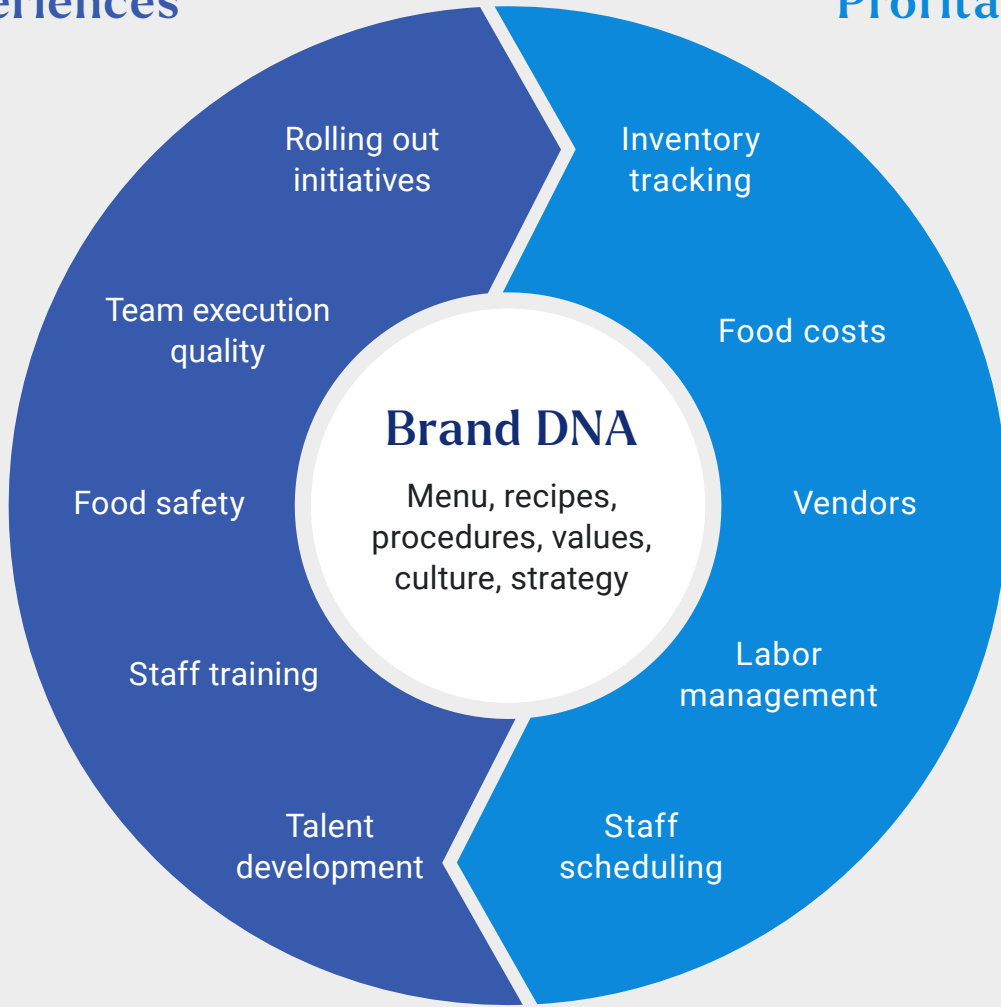 Rolling out
initiatives
Team execution
quality
Food safety
Staff training
Talent
development
Brand DNA
Menu, recipes,
procedures, values,
culture, strategy
Inventory
tracking
Food costs
Vendors
Labor
management
Staff
scheduling